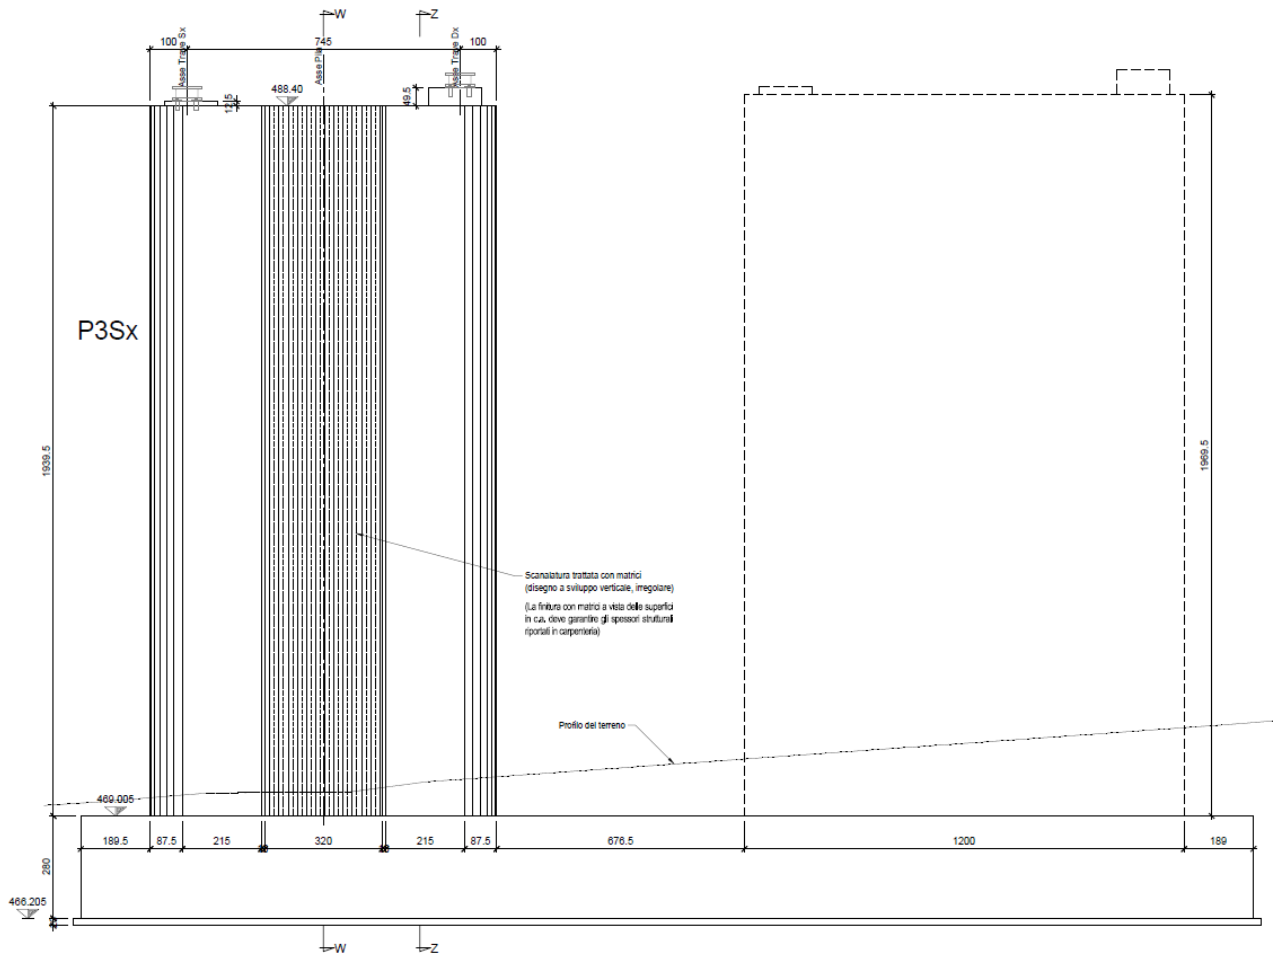 W
Z
100
745
100
Asse Trave Sx
Asse Pila
Asse Trave Dx
488.40
12.5
49.5
P3Sx
1939.5
1969.5
Scanalatura trattata con matrici
(disegno a sviluppo verticale, irregolare)
(La finitura con matrici a vista delle superfici
in c.a. deve garantire gli spessori strutturali
riportati in carpenteria)
Profilo del terreno
469.005
189.5
87.5
215
320
215
87.5
676.5
1200
189
280
466.205
W
Z